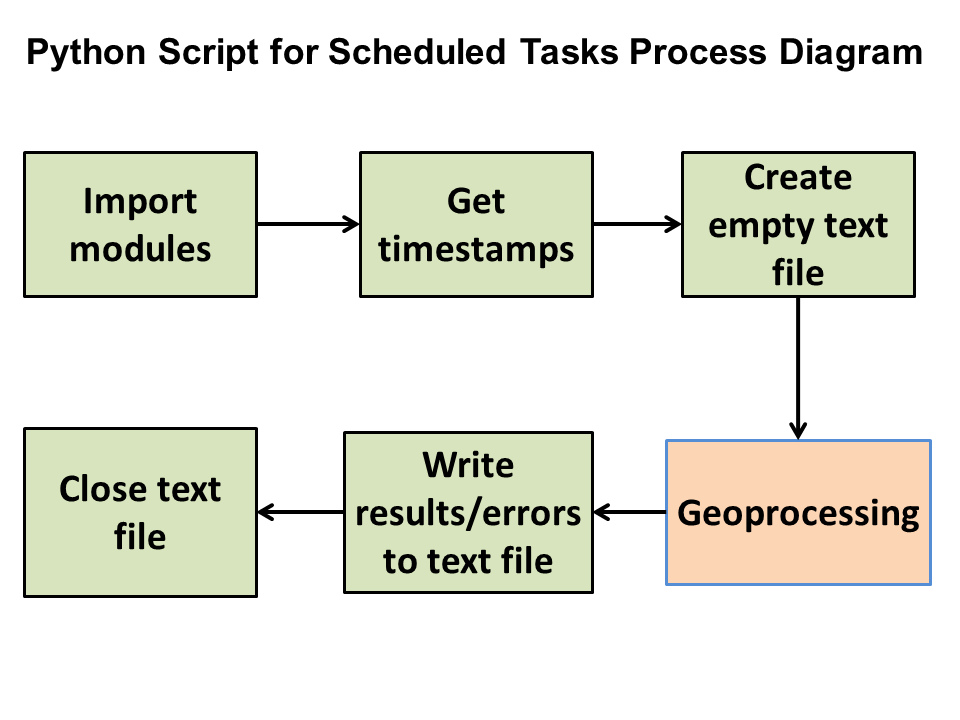 Python Script for Scheduled Tasks Process Diagram
Import
modules
Get
timestamps
Create
empty text
file
Geoprocessing
Write
results/errors
to text file
Close text
file